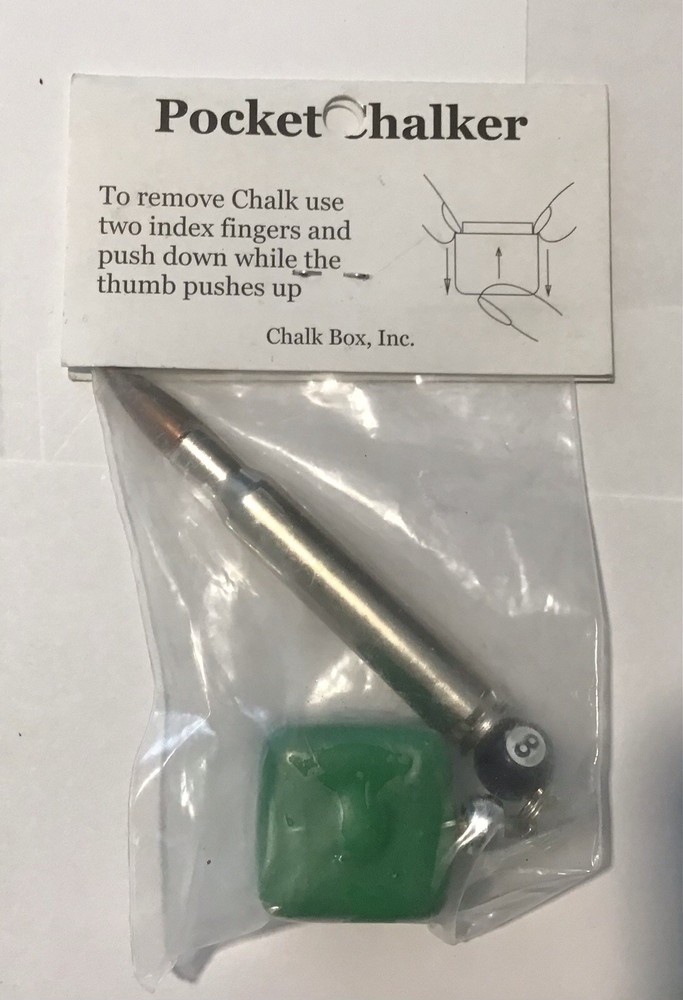 Pocket Chalker
To remove Chalk use
two index fingers and
push down while the
thumb pushes up
Chalk Box, Inc.
8